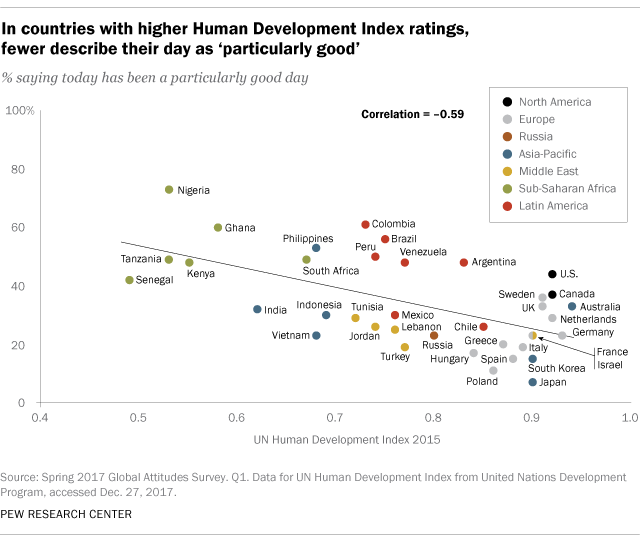 In countries with higher Human Development Index ratings,
fewer describe their day as ‘particularly good’
% saying today has been a particularly good day
100%
Correlation = –0.59
North America
Europe
Russia
Asia-Pacific
Middle East
Sub-Saharan Africa
Latin America
80
Nigeria
60
Ghana
Colombia
Philippines
Brazil
Peru
Venezuela
Tanzania
Kenya
South Africa
Argentina
40
Senegal
U.S.
Sweden
Canada
UK
Australia
India
Indonesia
Tunisia
Mexico
Netherlands
Vietnam
Jordan
Lebanon
Chile
Germany
20
Turkey
Russia
Greece
Hungary
Spain
Italy
France
Israel
South Korea
Poland
Japan
0
0.4
0.5
0.6
0.7
0.8
0.9
1.0
UN Human Development Index 2015
Source: Spring 2017 Global Attitudes Survey. Q1. Data for UN Human Development Index from United Nations Development
Program, accessed Dec. 27, 2017.
PEW RESEARCH CENTER